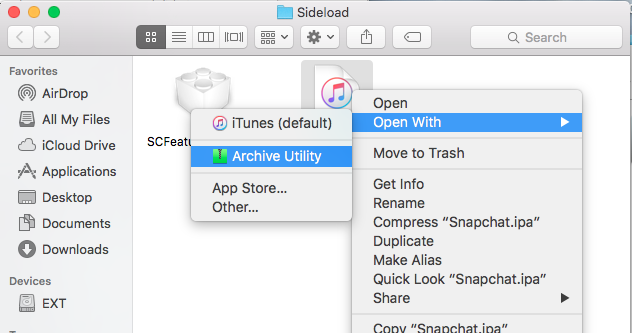 Sideload
Search
Favorites
AirDrop
All My Files
iCloud Drive
Applications
Desktop
Documents
Downloads
Devices
EXT
SCFeatu
iTunes (default)
Archive Utility
App Store...
Other...
Open
Open With
Move to Trash
Get Info
Rename
Compress “Snapchat.ipa”
Duplicate
Make Alias
Quick Look “Snapchat.ipa”
Share
Copy “Snapchat.ipa”